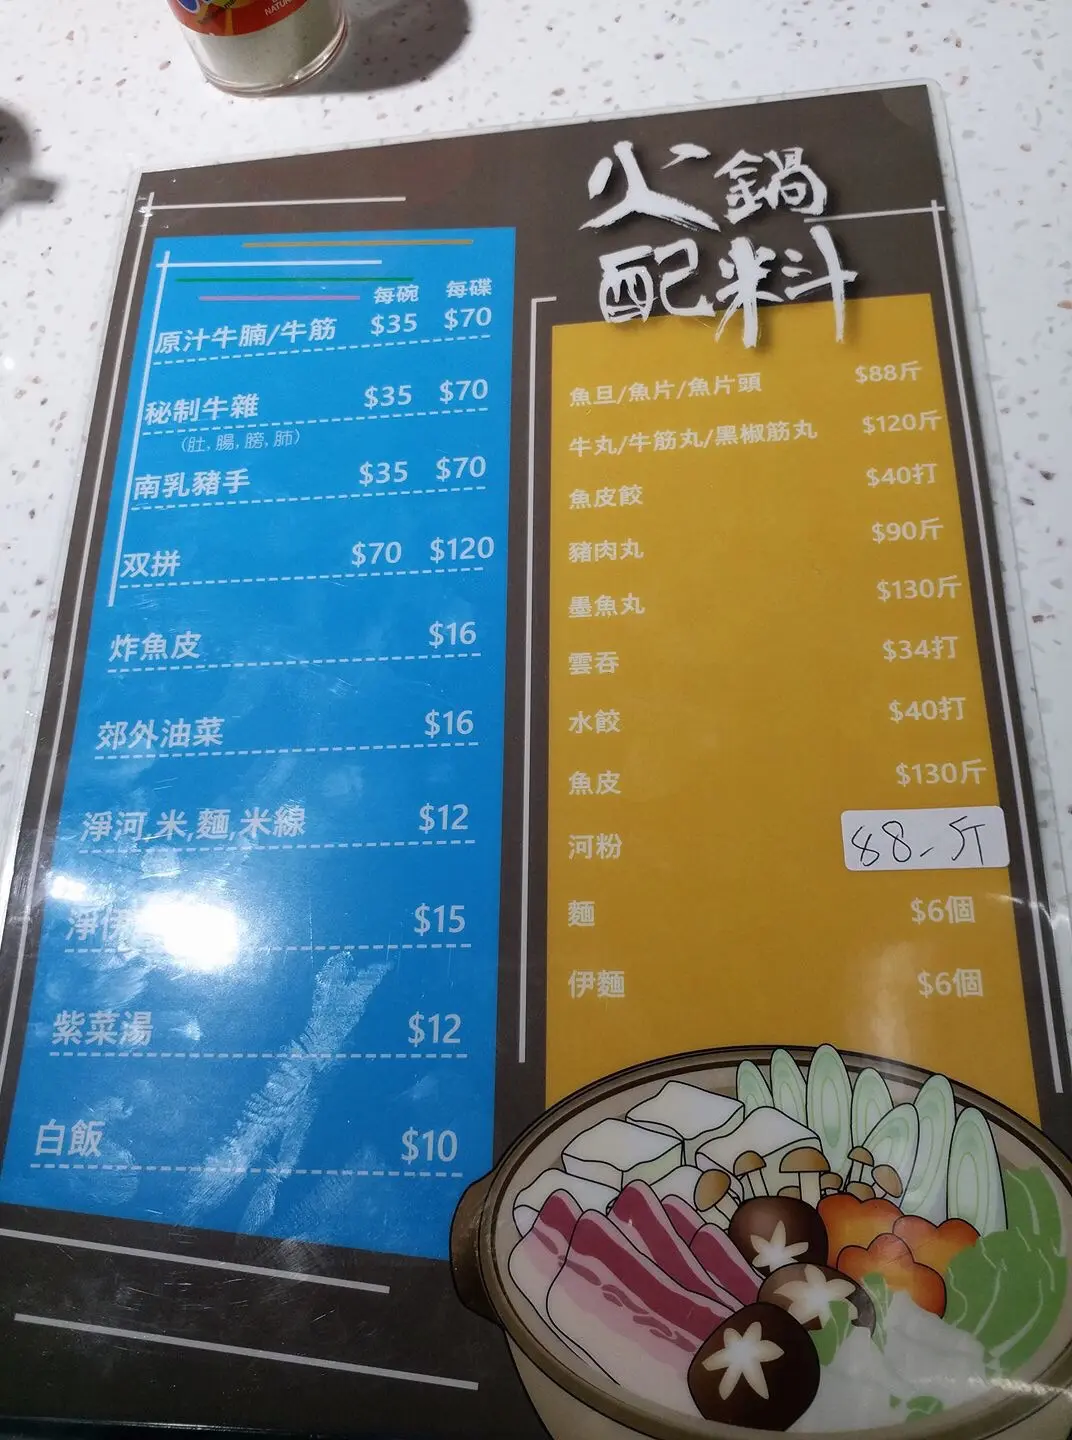 NATURA
火鍋
配料
每碗 每碟
原汁牛腩/牛筋 $35 $70
秘制牛雜 $35 $70
(肚,腸,膀,肺)
南乳豬手 $35 $70
双拼 $70 $120
炸魚皮 $16
郊外油菜 $16
淨河,米,麵,米線 $12
淨伊 $15
紫菜湯 $12
白飯 $10
魚旦/魚片/魚片頭 $88斤
牛丸/牛筋丸/黑椒筋丸 $120斤
魚皮餃 $40打
豬肉丸 $90斤
墨魚丸 $130斤
雲吞 $34打
水餃 $40打
魚皮 $130斤
河粉 88-斤
麵 $6個
伊麵 $6個